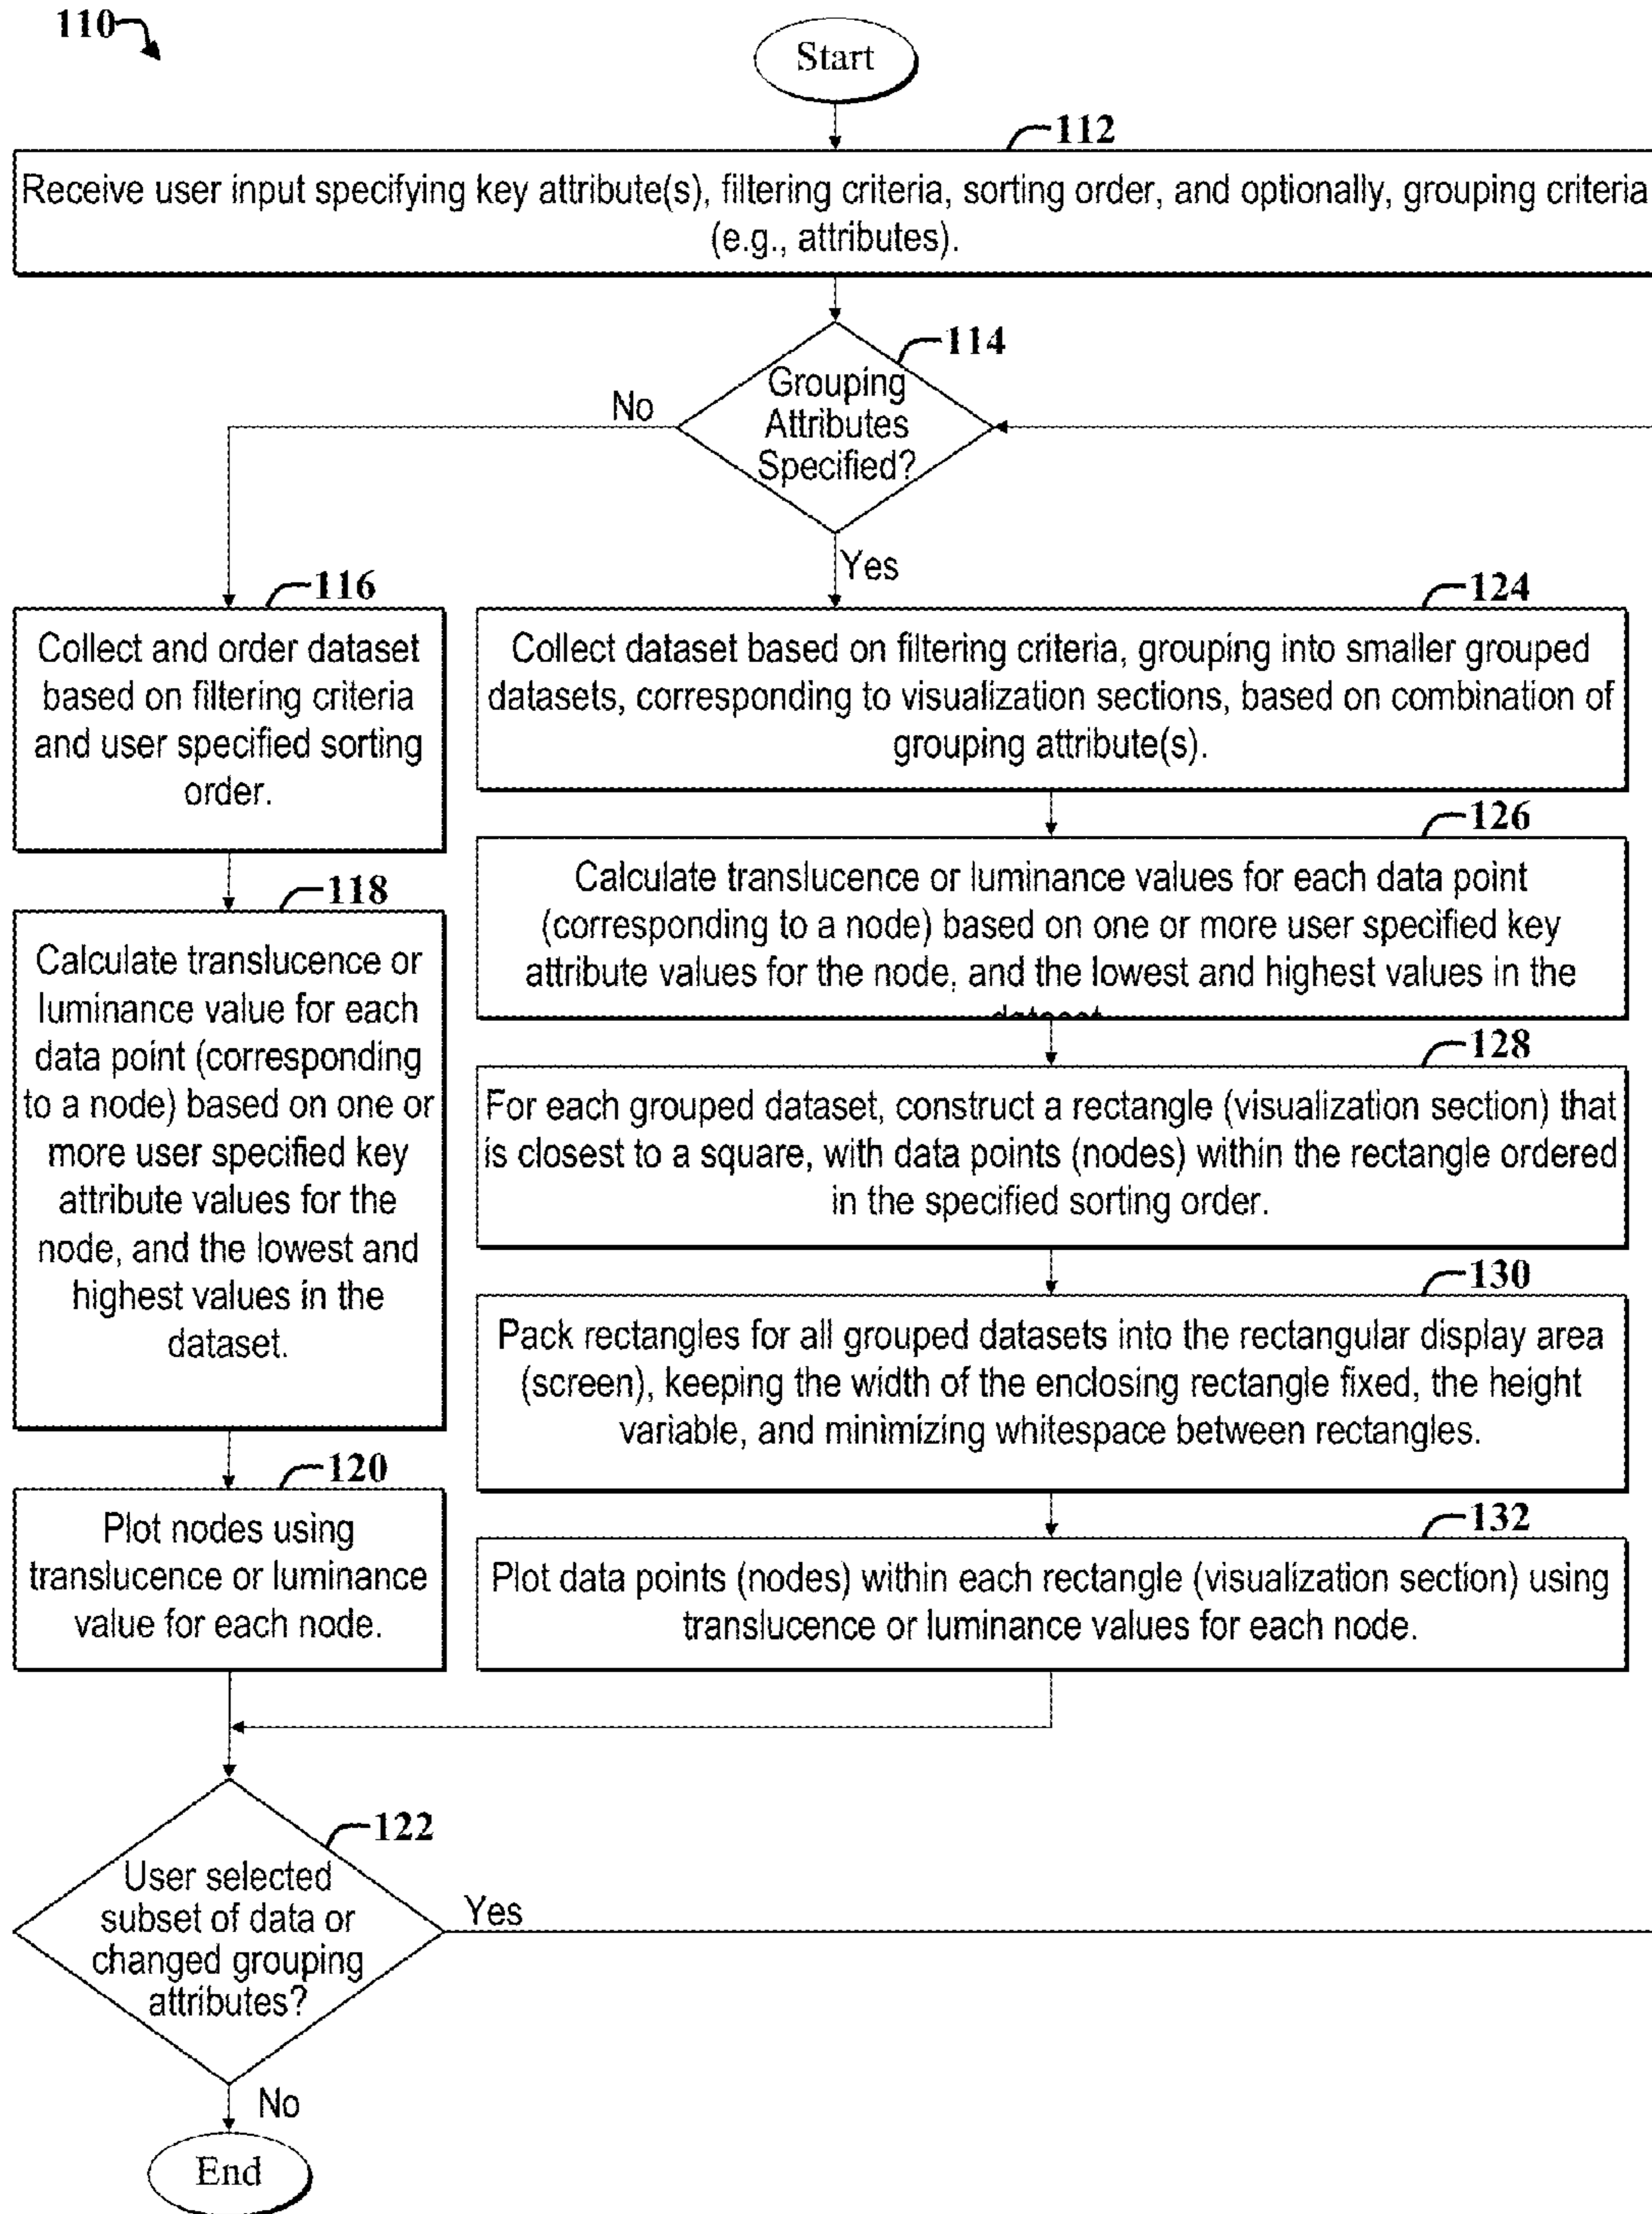 110
Start
112
Receive user input specifying key attribute(s), filtering criteria, sorting order, and optionally, grouping criteria
(e.g., attributes).
114
Grouping
Attributes
Specified?
No
Yes
116
Collect and order dataset
based on filtering criteria
and user specified sorting
order.
118
Calculate translucence or
luminance value for each
data point (corresponding
to a node) based on one or
more user specified key
attribute values for the
node, and the lowest and
highest values in the
dataset.
120
Plot nodes using
translucence or luminance
value for each node.
124
Collect dataset based on filtering criteria, grouping into smaller grouped
datasets, corresponding to visualization sections, based on combination of
grouping attribute(s).
126
Calculate translucence or luminance values for each data point
(corresponding to a node) based on one or more user specified key
attribute values for the node, and the lowest and highest values in the
128
For each grouped dataset, construct a rectangle (visualization section) that
is closest to a square, with data points (nodes) within the rectangle ordered
in the specified sorting order.
130
Pack rectangles for all grouped datasets into the rectangular display area
(screen), keeping the width of the enclosing rectangle fixed, the height
variable, and minimizing whitespace between rectangles.
132
Plot data points (nodes) within each rectangle (visualization section) using
translucence or luminance values for each node.
122
User selected
subset of data or
changed grouping
attributes?
Yes
No
End